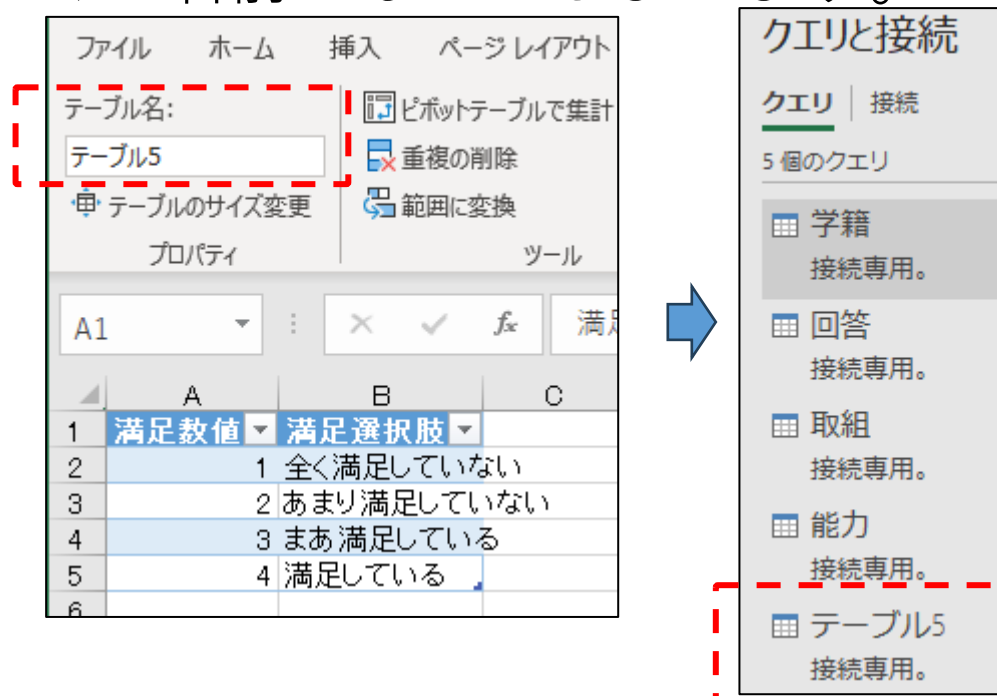 ファイル ホーム 挿入 ページ レイアウト
テーブル名:
テーブル5
テーブルのサイズ変更
プロパティ
ピボットテーブルで集計
重複の削除
範囲に変換
ツール
A1 fx 満
A B C
1 満足数値 満足選択肢
2 1 全く満足していない
3 2 あまり満足していない
4 3 まあ満足している
5 4 満足している
6
クエリと接続
クエリ 接続
5 個のクエリ
学籍
接続専用。
回答
接続専用。
取組
接続専用。
能力
接続専用。
テーブル5
接続専用。